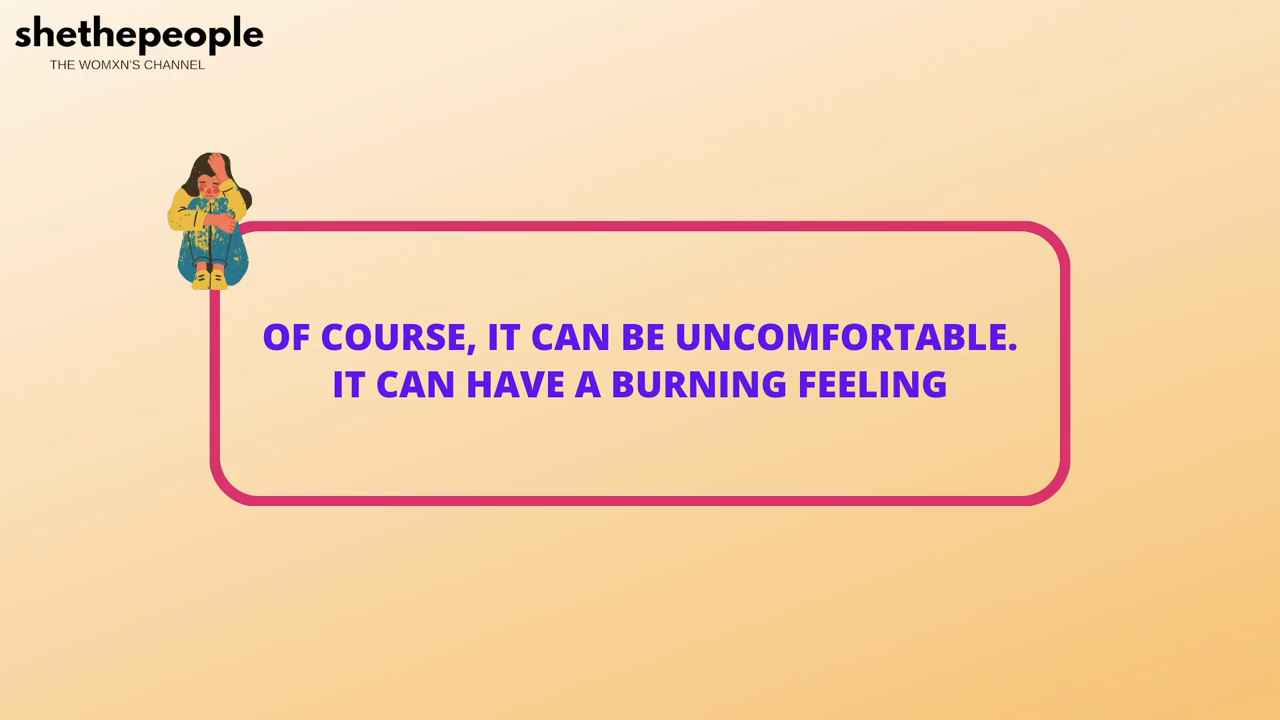 shethepeople
THE WOMXN'S CHANNEL
OF COURSE, IT CAN BE UNCOMFORTABLE.
IT CAN HAVE A BURNING FEELING